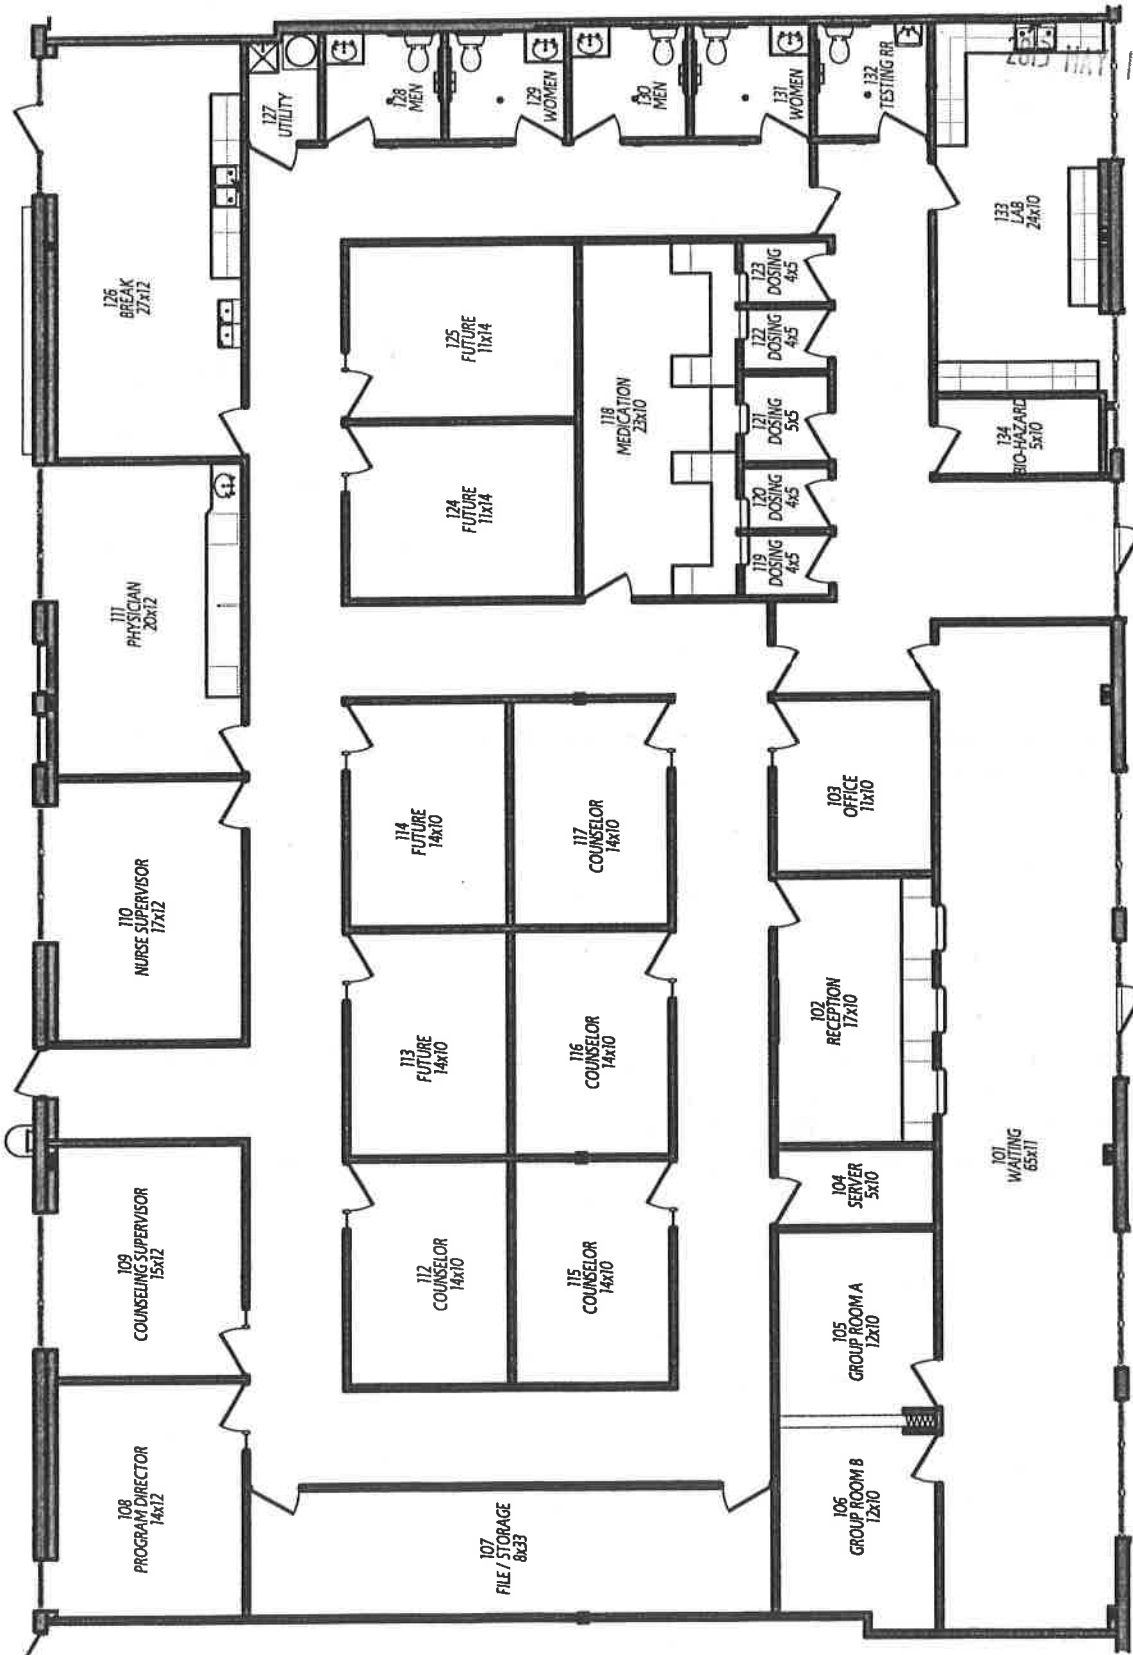 101
WAITING
65x11
102
RECEPTION
17x10
103
OFFICE
11x10
104
SERVER
5x10
105
GROUP ROOM A
12x10
106
GROUP ROOM B
12x10
107
FILE / STORAGE
8x33
108
PROGRAM DIRECTOR
14x12
109
COUNSELING SUPERVISOR
15x12
110
NURSE SUPERVISOR
17x12
111
PHYSICIAN
20x12
112
COUNSELOR
14x10
113
FUTURE
14x10
114
FUTURE
14x10
115
COUNSELOR
14x10
116
COUNSELOR
14x10
117
COUNSELOR
14x10
118
MEDICATION
23x10
119
DOSING
4x5
120
DOSING
4x5
121
DOSING
5x5
122
DOSING
4x5
123
DOSING
4x5
124
FUTURE
11x14
125
FUTURE
11x14
126
BREAK
27x12
127
UTILITY
128
MEN
129
WOMEN
130
MEN
131
WOMEN
132
TESTING RR
133
LAB
24x10
134
BIO-HAZARD
5x10